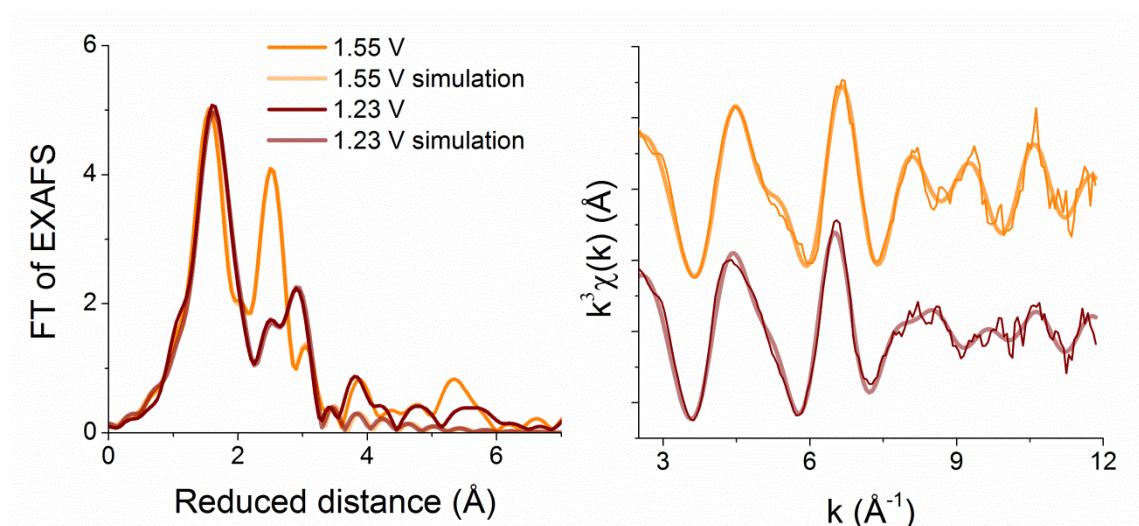 6
4
2
0
FT of EXAFS
0 2 4 6
Reduced distance (Å)
1.55 V
1.55 V simulation
1.23 V
1.23 V simulation
k³χ(k) (Å)
3 6 9 12
k (Å⁻¹)